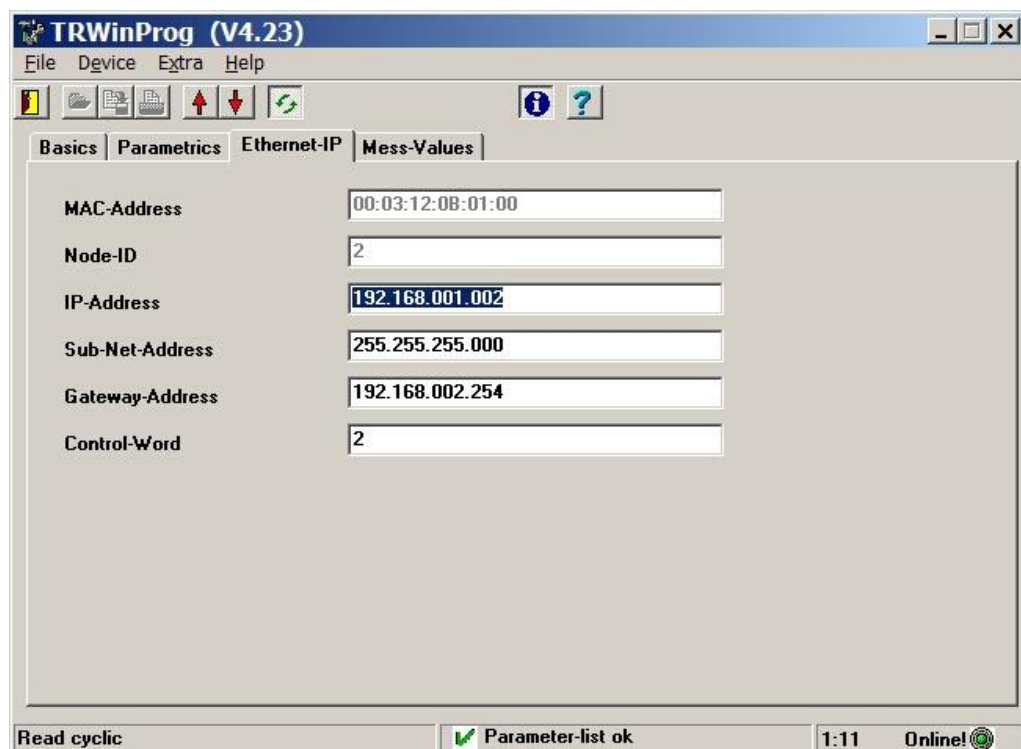 TRWinProg (V4.23)
File Device Extra Help
Basics Parametrics Ethernet-IP Mess-Values
MAC-Address 00:03:12:0B:01:00
Node-ID 2
IP-Address 192.168.001.002
Sub-Net-Address 255.255.255.000
Gateway-Address 192.168.002.254
Control-Word 2
Read cyclic Parameter-list ok 1:11 Online!